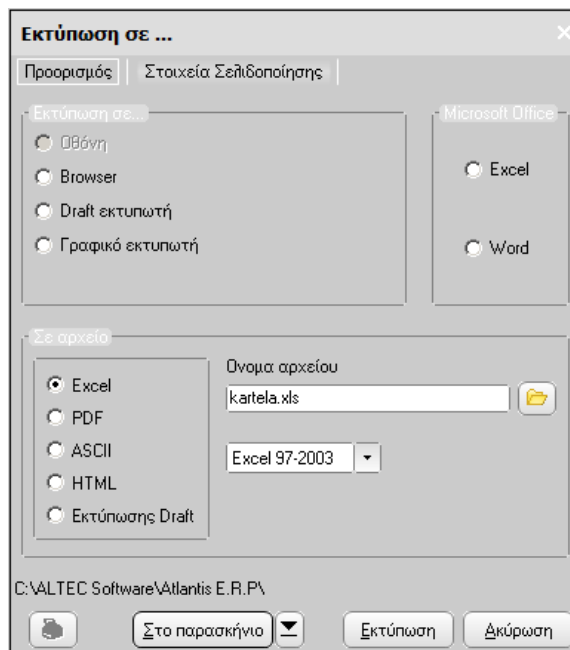 Εκτύπωση σε ...
Προορισμός Στοιχεία Σελιδοποίησης
Εκτύπωση σε...
Οθόνη
Browser
Draft εκτυπωτή
Γραφικό εκτυπωτή
Microsoft Office
Excel
Word
Σε αρχείο
Excel
PDF
ASCII
HTML
Εκτύπωσης Draft
Ονομα αρχείου
kartela.xls
Excel 97-2003
C:\ALTEC Software\Atlantis E.R.P\
Στο παρασκήνιο Εκτύπωση Ακύρωση